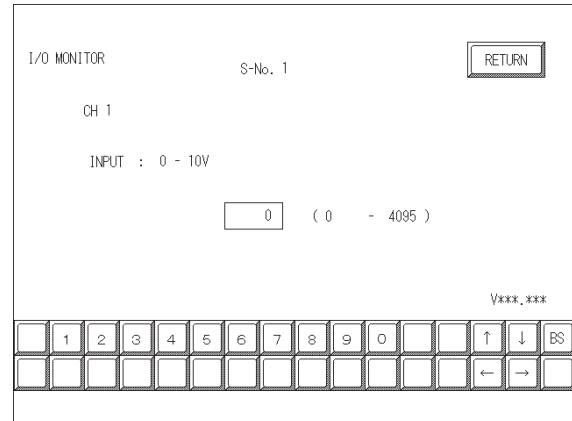 I/O MONITOR
S-No. 1
RETURN
CH 1
INPUT : 0 - 10V
0 ( 0 - 4095 )
V***.***
1 2 3 4 5 6 7 8 9 0 ↑ ↓ BS
← →